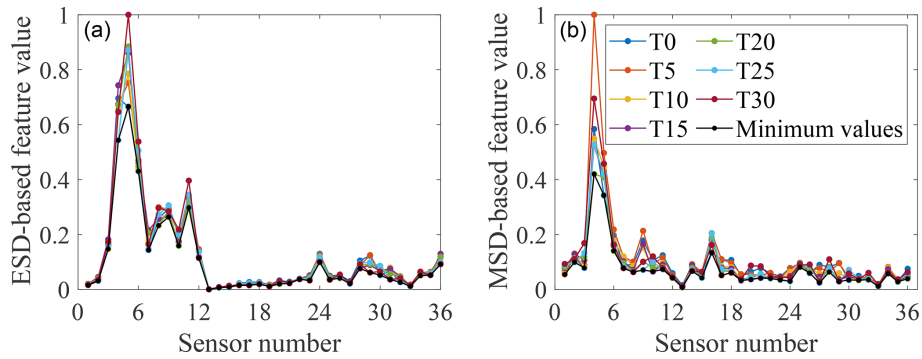 (a)
ESD-based feature value
1
0.8
0.6
0.4
0.2
0
0 6 12 18 24 30 36
Sensor number
(b)
MSD-based feature value
1
0.8
0.6
0.4
0.2
0
0 6 12 18 24 30 36
Sensor number
T0 T20
T5 T25
T10 T30
T15 Minimum values